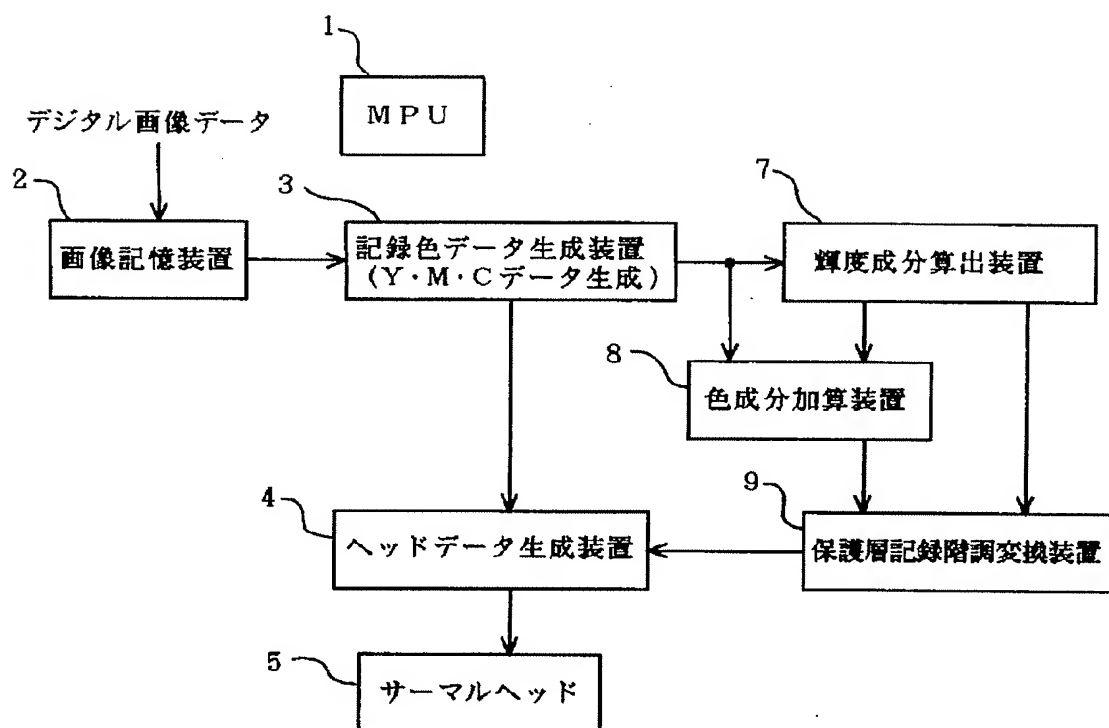 1
MPU
デジタル画像データ
2
画像記憶装置
3
記録色データ生成装置
(Y・M・Cデータ生成)
7
輝度成分算出装置
8
色成分加算装置
4
ヘッドデータ生成装置
9
保護層記録階調変換装置
5
サーマルヘッド